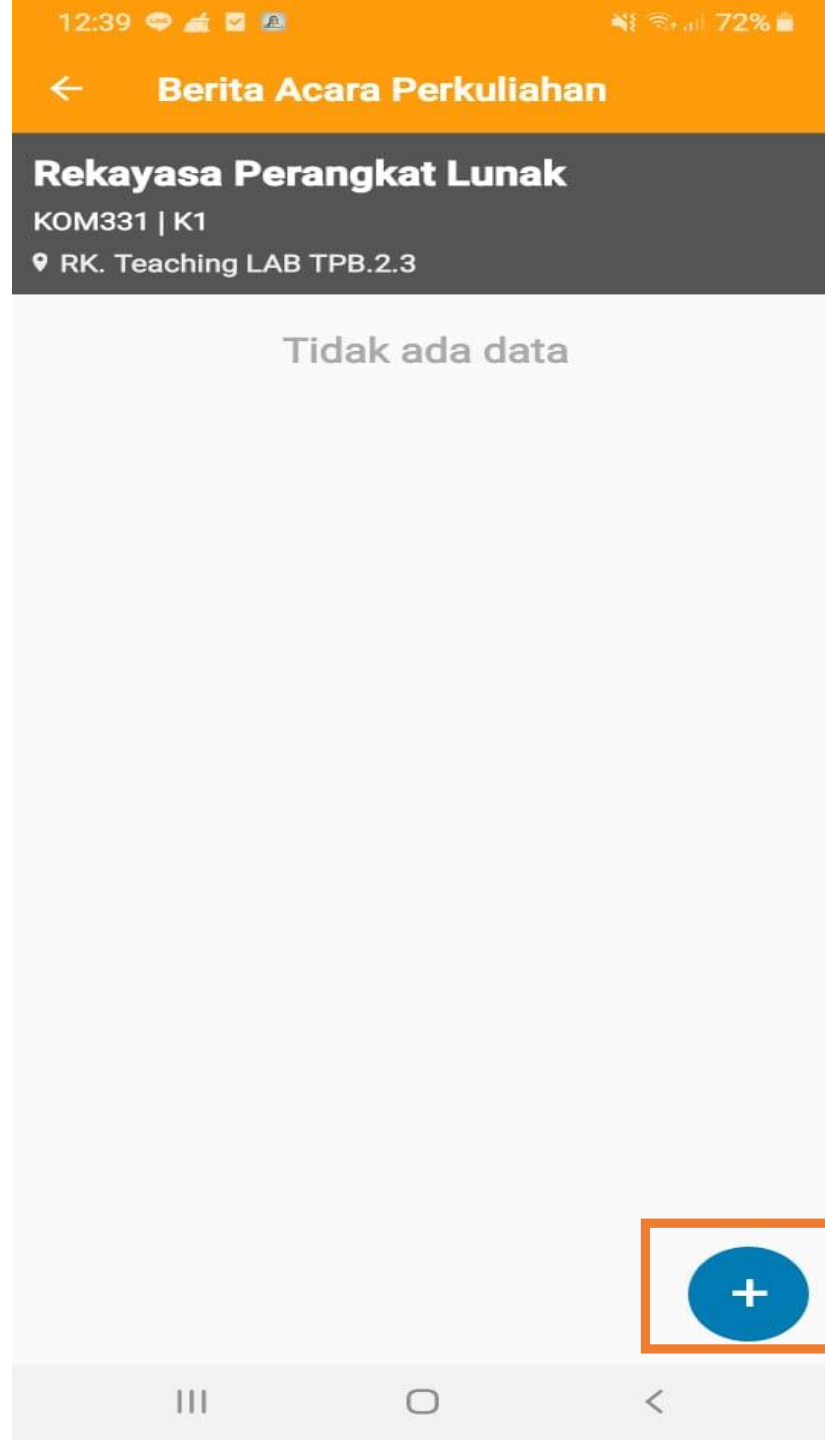 12:39 72%
Berita Acara Perkuliahan
Rekayasa Perangkat Lunak
KOM331 | K1
RK. Teaching LAB TPB.2.3
Tidak ada data
+